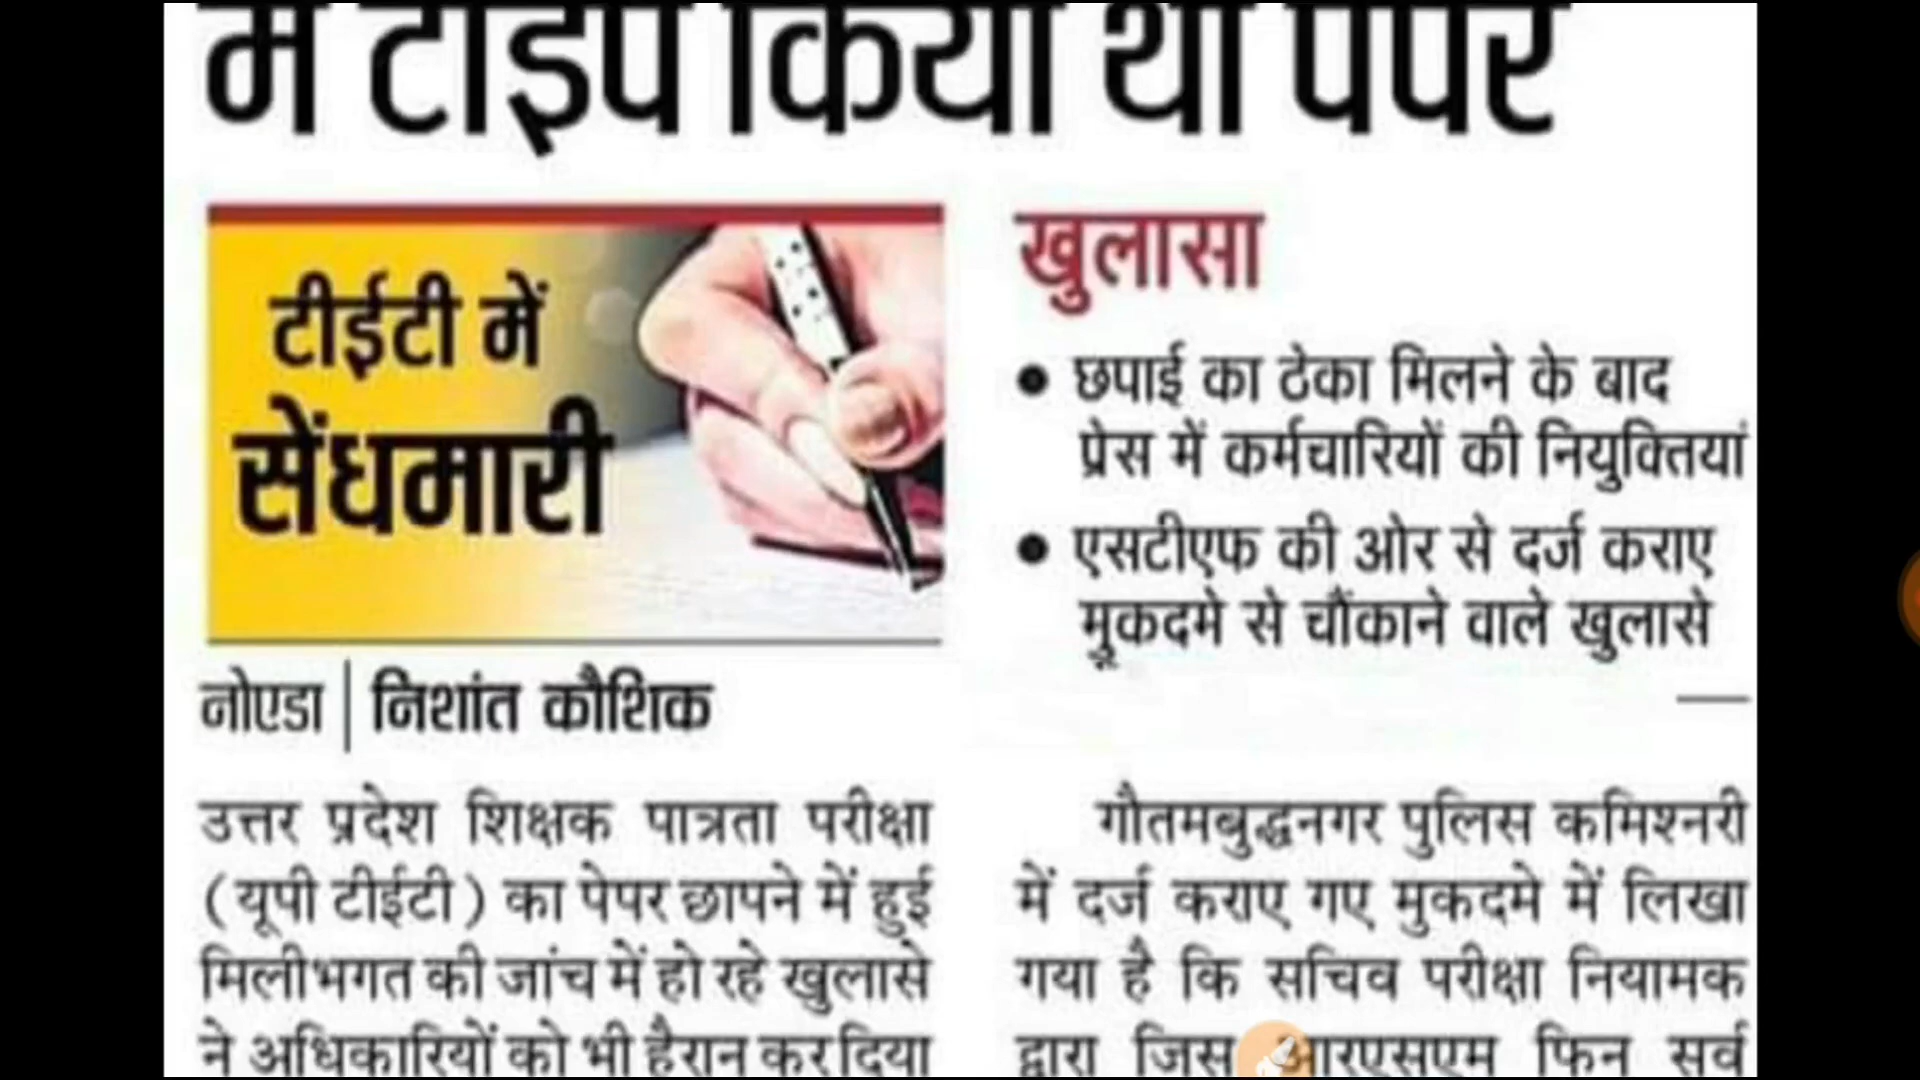 में टाइप किया था पेपर
टीईटी में
सेंधमारी
नोएडा | निशांत कौशिक
उत्तर प्रदेश शिक्षक पात्रता परीक्षा
(यूपी टीईटी) का पेपर छापने में हुई
मिलीभगत की जांच में हो रहे खुलासे
ने अधिकारियों को भी हैरान कर दिया
खुलासा
● छपाई का ठेका मिलने के बाद
प्रेस में कर्मचारियों की नियुक्तियां
● एसटीएफ की ओर से दर्ज कराए
मुकदमे से चौंकाने वाले खुलासे
गौतमबुद्धनगर पुलिस कमिश्नरी
में दर्ज कराए गए मुकदमे में लिखा
गया है कि सचिव परीक्षा नियामक
द्वारा जिस आरएसएम फिन सर्व